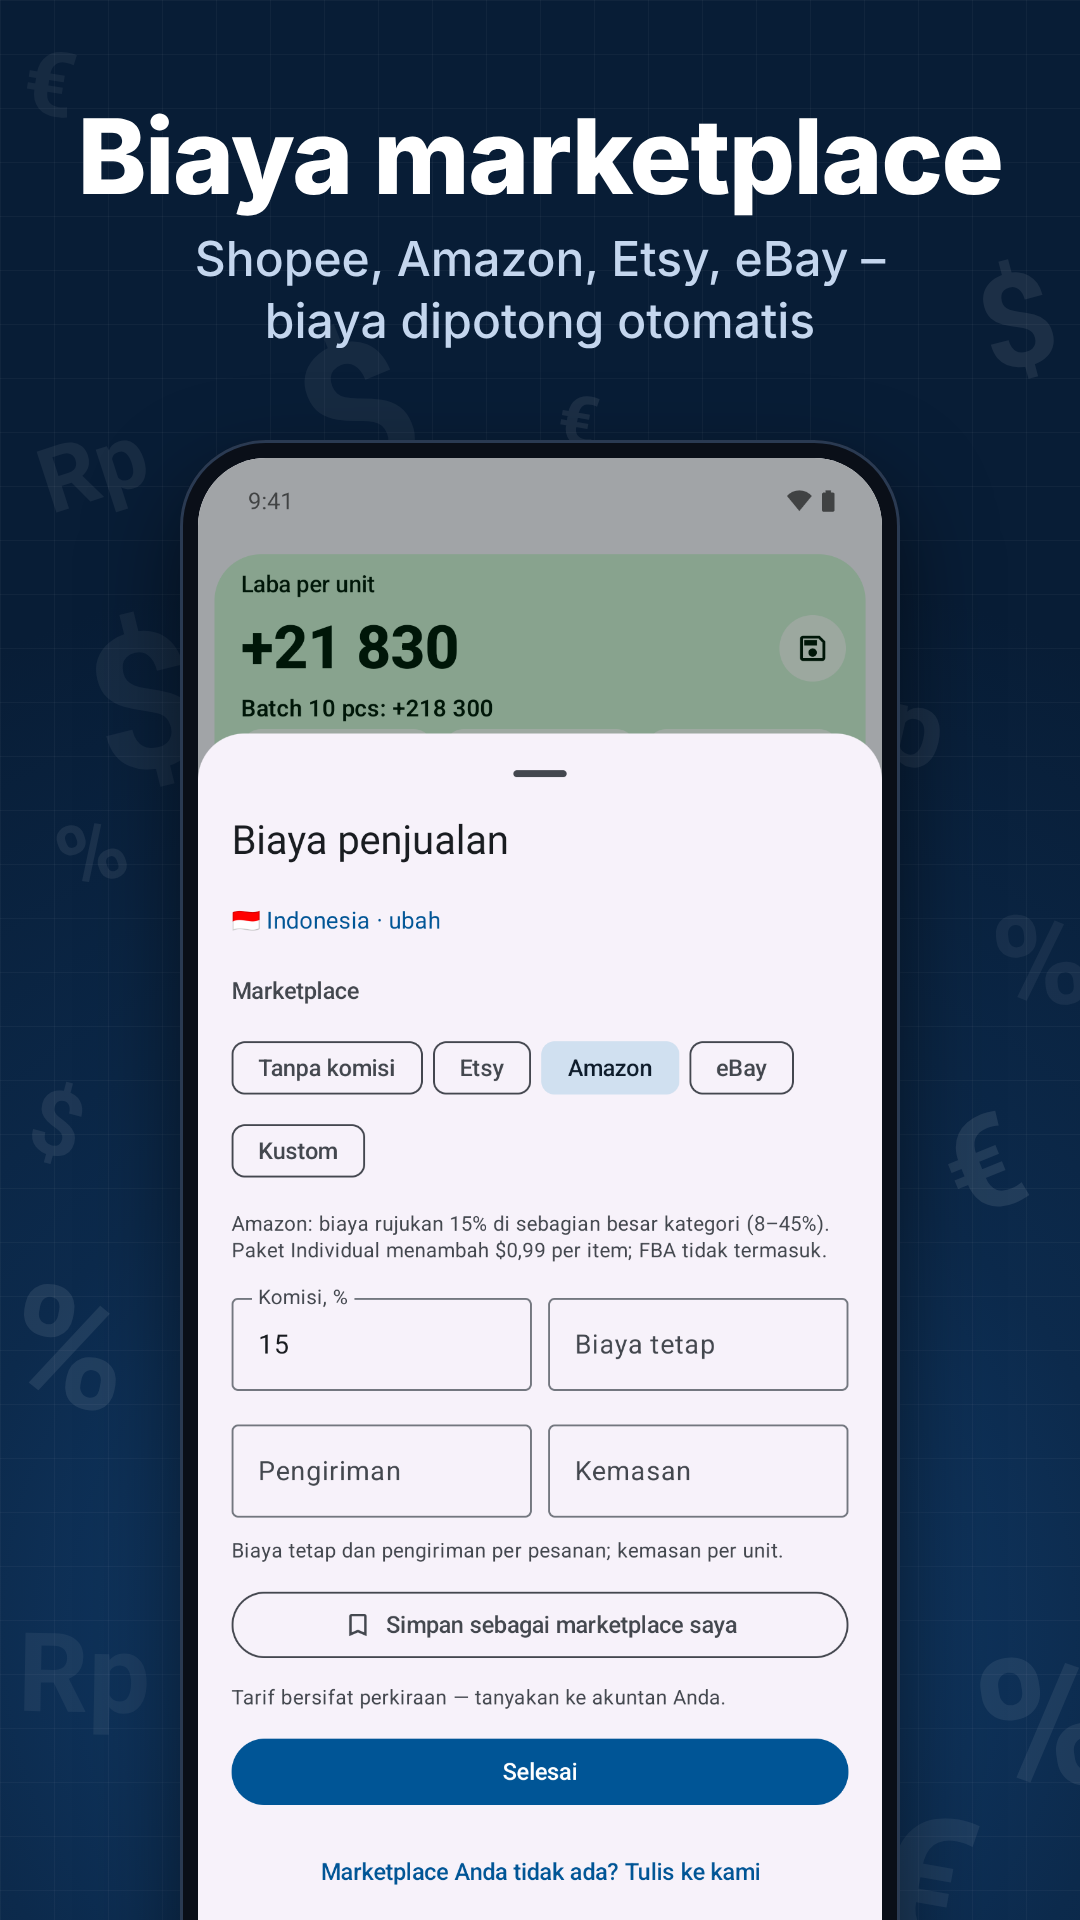 Biaya marketplace
Shopee, Amazon, Etsy, eBay –
biaya dipotong otomatis
9:41
Laba per unit
+21 830
Batch 10 pcs: +218 300
Biaya penjualan
🇮🇩 Indonesia · ubah
Marketplace
Tanpa komisi Etsy Amazon eBay
Kustom
Amazon: biaya rujukan 15% di sebagian besar kategori (8–45%).
Paket Individual menambah $0,99 per item; FBA tidak termasuk.
Komisi, %
15 Biaya tetap
Pengiriman Kemasan
Biaya tetap dan pengiriman per pesanan; kemasan per unit.
Simpan sebagai marketplace saya
Tarif bersifat perkiraan — tanyakan ke akuntan Anda.
Selesai
Marketplace Anda tidak ada? Tulis ke kami